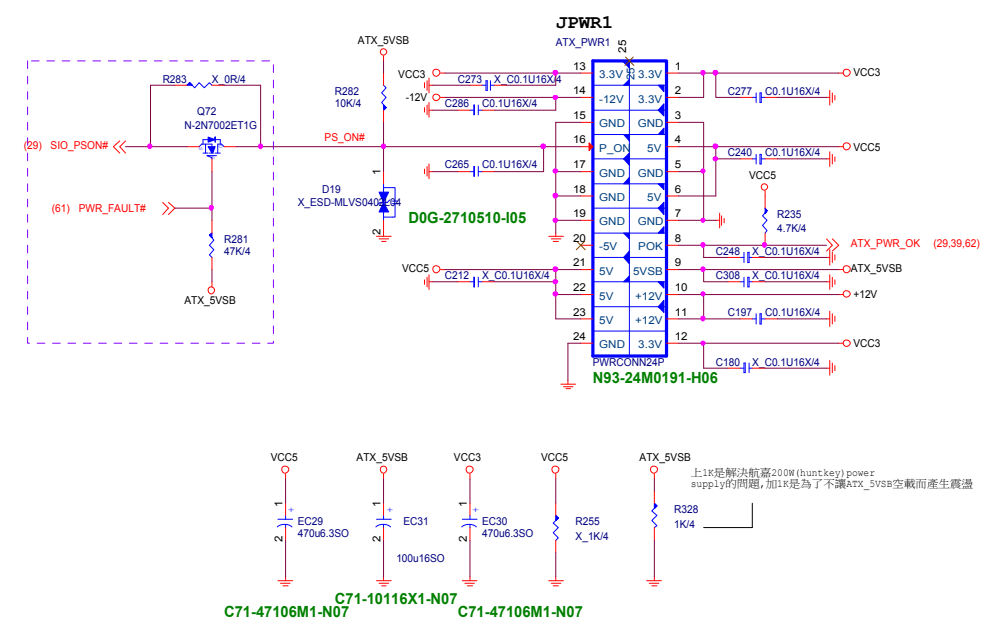 JPWR1
ATX_PWR1
25
ATX_5VSB
R283
X_0R/4
Q72
N-2N7002ET1G
(29) SIO_PSON#
(61) PWR_FAULT#
R281
47K/4
ATX_5VSB
R282
10K/4
PS_ON#
D19
1
2
D0G-2710510-I05
VCC3
C273 X_C0.1U16X/4
-12V
C286 C0.1U16X/4
C265 C0.1U16X/4
VCC5
C212 X_C0.1U16X/4
13 3.3V 3.3V 1
14 -12V 3.3V 2
15 GND GND 3
16 P_ON 5V 4
17 GND GND 5
18 GND 5V 6
19 GND GND 7
20 -5V POK 8
21 5V 5VSB 9
22 5V +12V 10
23 5V +12V 11
24 GND 3.3V 12
PWRCONN24P
N93-24M0191-H06
VCC3
C277 C0.1U16X/4
VCC5
C240 C0.1U16X/4
VCC5
R235
4.7K/4
ATX_PWR_OK (29,39,62)
C248 X_C0.1U16X/4
ATX_5VSB
C308 X_C0.1U16X/4
+12V
C197 C0.1U16X/4
VCC3
C180 X_C0.1U16X/4
VCC5
1
+
EC29
470u6.3SO
2
C71-47106M1-N07
ATX_5VSB
1
+
EC31
2
100u16SO
C71-10116X1-N07
VCC3
1
+
EC30
470u6.3SO
2
C71-47106M1-N07
VCC5
R255
X_1K/4
ATX_5VSB
R328
1K/4
上1K是解決航嘉200W(huntkey)power
supply的問題,加1K是為了不讓ATX_5VSB空載而產生震盪